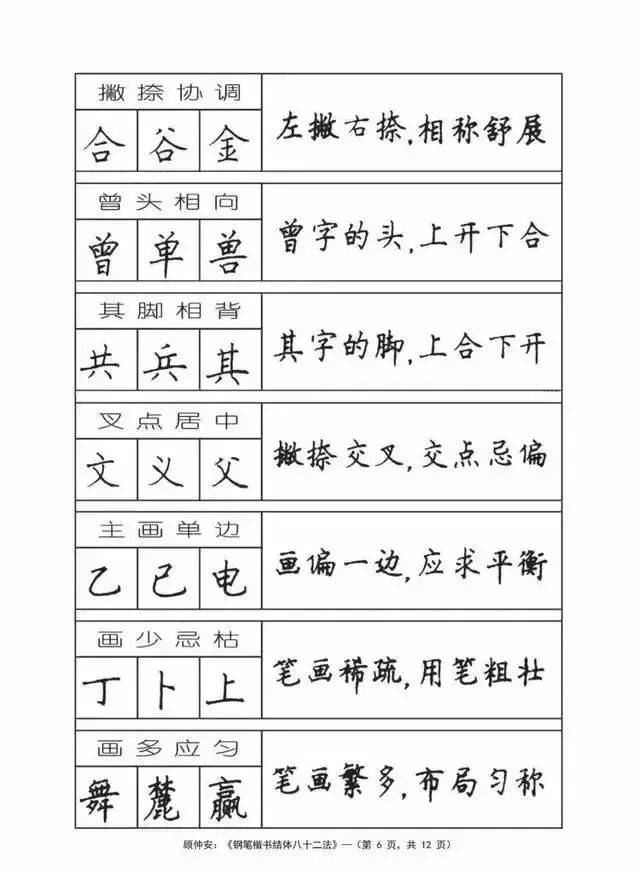 撇捺协调
合谷金
左撇右捺,相称舒展
曾头相向
曾单兽
曾字的头,上开下合
其脚相背
共兵其
其字的脚,上合下开
叉点居中
文义父
撇捺交叉,交点忌偏
主画单边
乙已电
画偏一边,应求平衡
画少忌枯
丁卜上
笔画稀疏,用笔粗壮
画多应匀
舞麓赢
笔画繁多,布局匀称
顾仲安:《钢笔楷书结体八十二法》—(第 6 页,共 12 页)